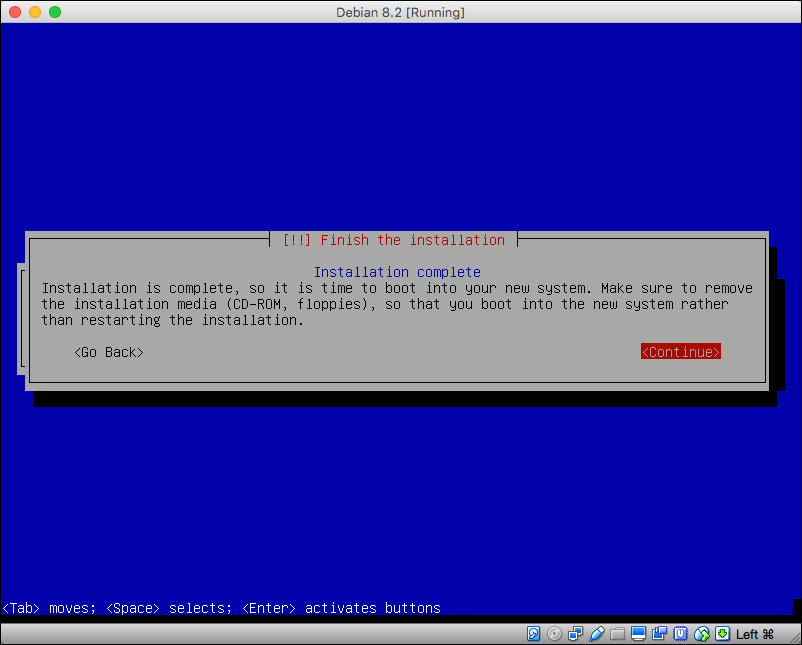 Debian 8.2 [Running]
[!!] Finish the installation
Installation complete
Installation is complete, so it is time to boot into your new system. Make sure to remove
the installation media (CD-ROM, floppies), so that you boot into the new system rather
than restarting the installation.
<Go Back> <Continue>
<Tab> moves; <Space> selects; <Enter> activates buttons
Left ⌘